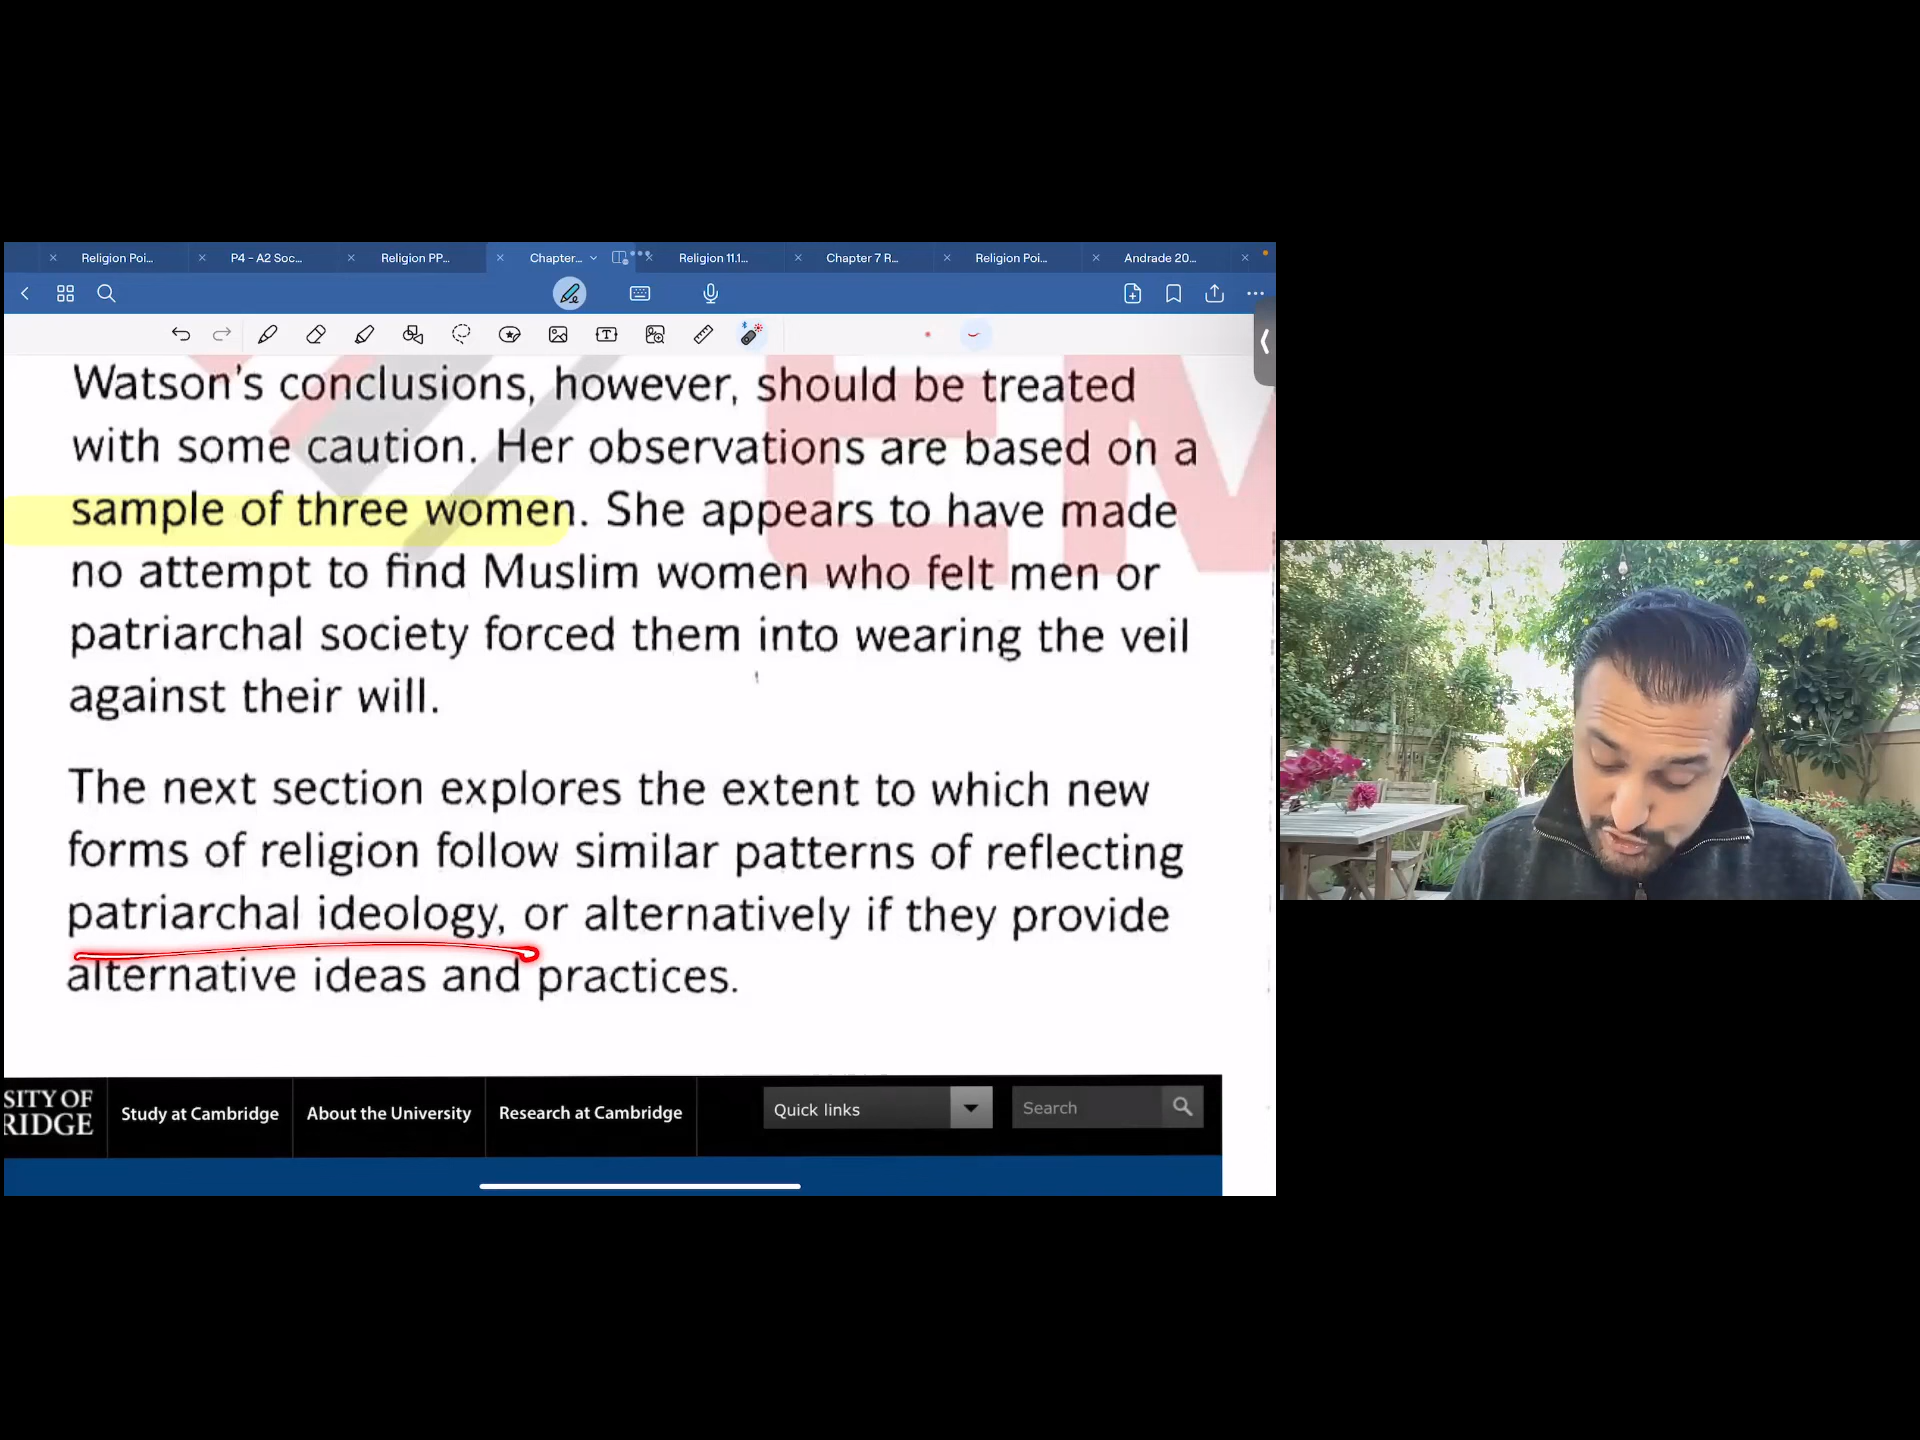 Religion Poi...
P4 - A2 Soc...
Religion PP...
Chapter...
Religion 11.1...
Chapter 7 R...
Religion Poi...
Andrade 20...
Watson's conclusions, however, should be treated
with some caution. Her observations are based on a
sample of three women. She appears to have made
no attempt to find Muslim women who felt men or
patriarchal society forced them into wearing the veil
against their will.
The next section explores the extent to which new
forms of religion follow similar patterns of reflecting
patriarchal ideology, or alternatively if they provide
alternative ideas and practices.
SITY OF
RIDGE
Study at Cambridge
About the University
Research at Cambridge
Quick links
Search
EM